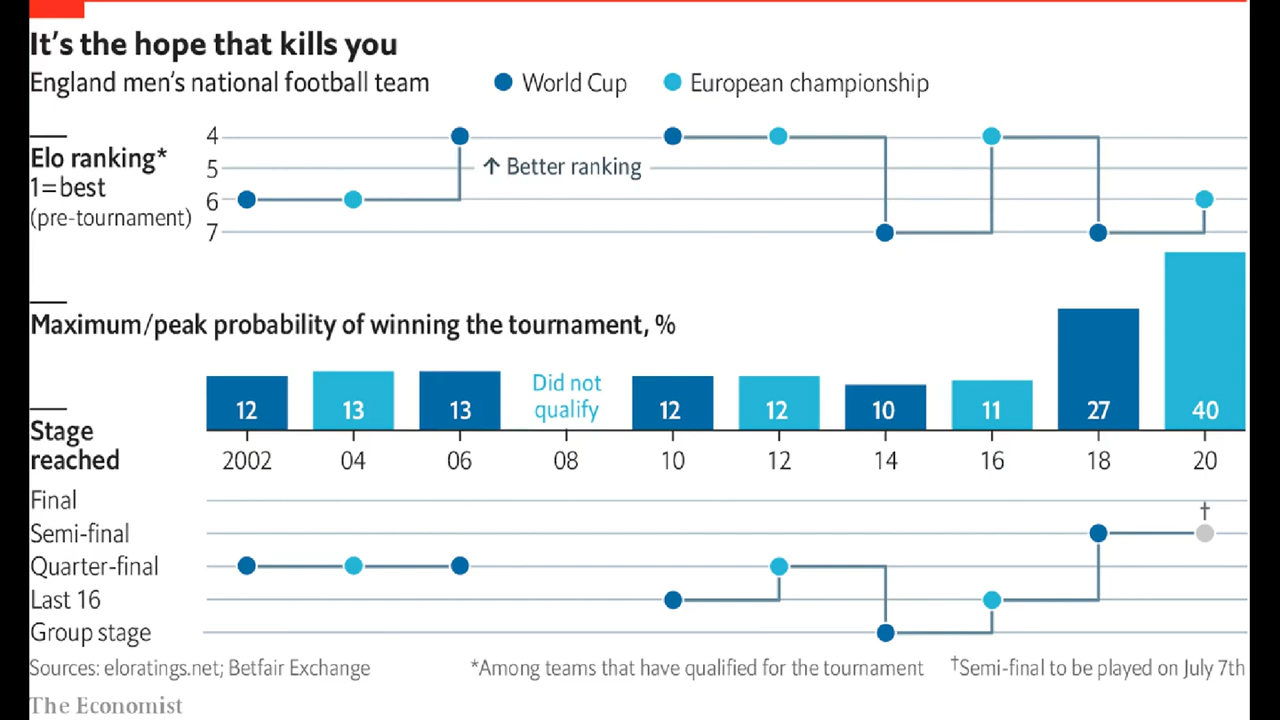 It's the hope that kills you
England men's national football team
World Cup
European championship
Elo ranking*
1=best
(pre-tournament)
4
5
6
7
↑ Better ranking
Maximum/peak probability of winning the tournament, %
12
13
13
Did not
qualify
12
12
10
11
27
40
2002 04 06 08 10 12 14 16 18 20
Stage
reached
Final
Semi-final
Quarter-final
Last 16
Group stage
†
Sources: eloratings.net; Betfair Exchange
*Among teams that have qualified for the tournament
†Semi-final to be played on July 7th
The Economist